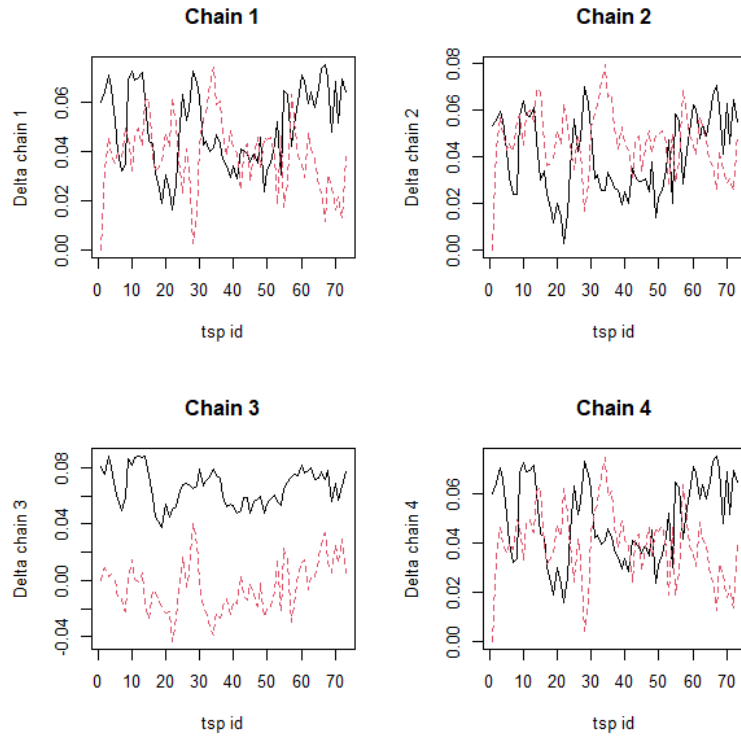 Chain 1
Delta chain 1
0.00 0.02 0.04 0.06
0 10 20 30 40 50 60 70
tsp id
Chain 2
Delta chain 2
0.00 0.02 0.04 0.06 0.08
0 10 20 30 40 50 60 70
tsp id
Chain 3
Delta chain 3
-0.04 0.00 0.04 0.08
0 10 20 30 40 50 60 70
tsp id
Chain 4
Delta chain 4
0.00 0.02 0.04 0.06
0 10 20 30 40 50 60 70
tsp id